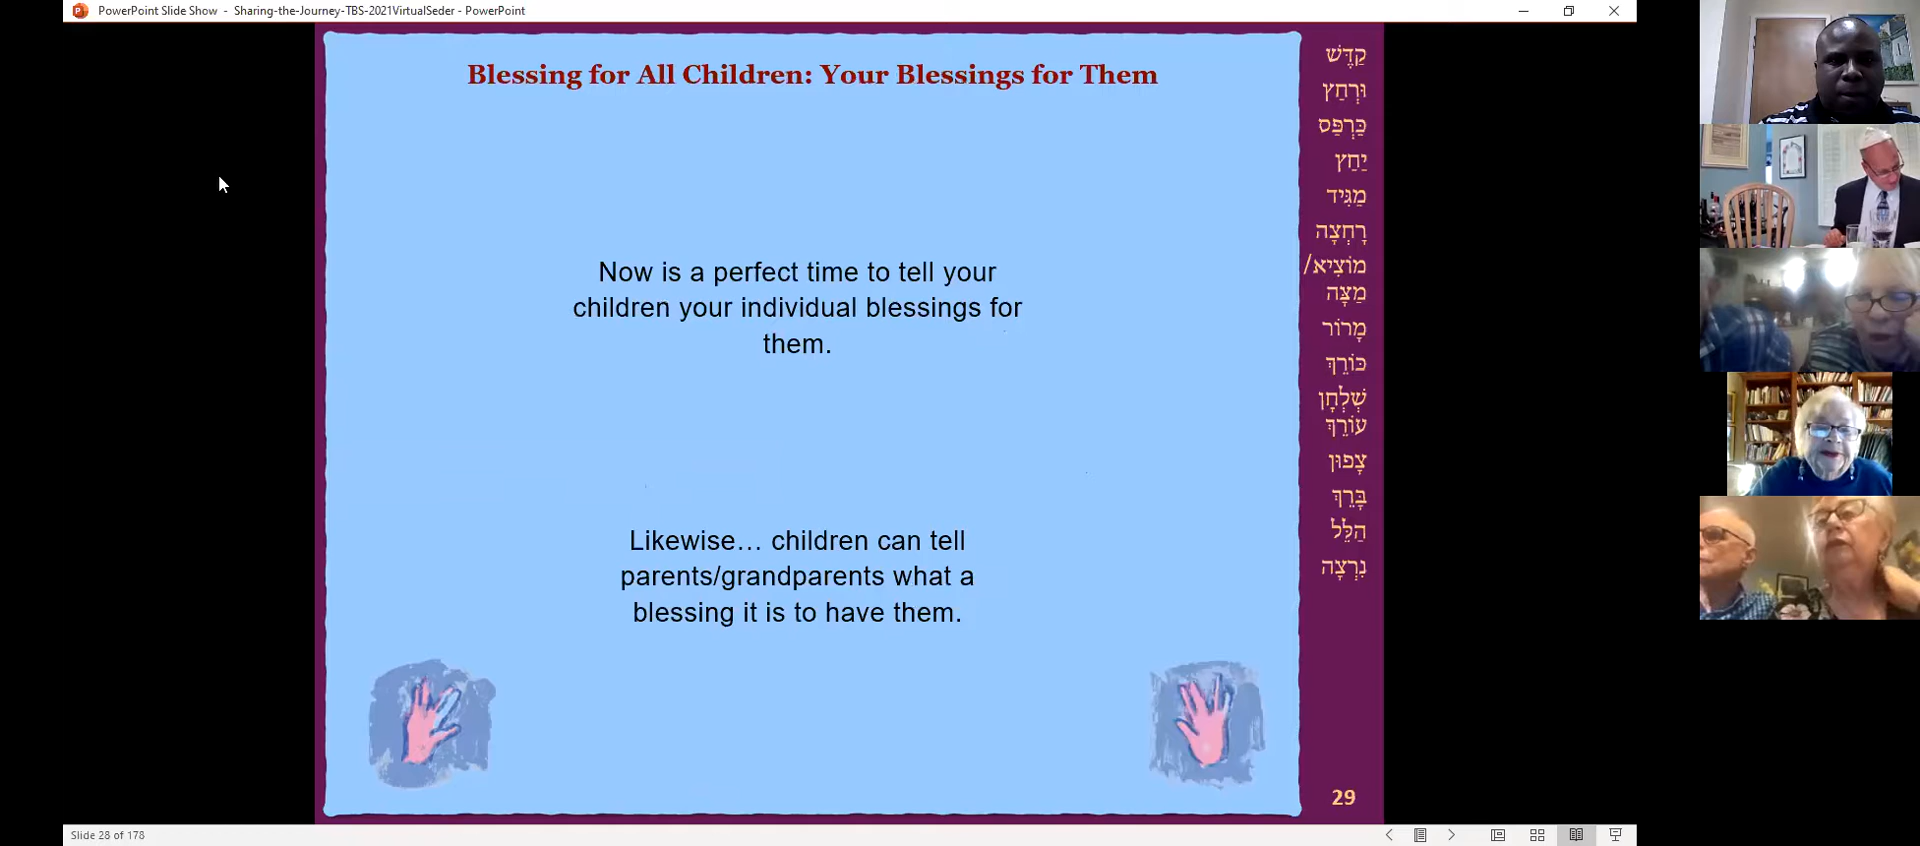 PowerPoint Slide Show - Sharing-the-Journey-TBS-2021VirtualSeder - PowerPoint
Blessing for All Children: Your Blessings for Them
Now is a perfect time to tell your
children your individual blessings for
them.
Likewise… children can tell
parents/grandparents what a
blessing it is to have them.
קַדֵּשׁ
וּרְחַץ
כַּרְפַּס
יַחַץ
מַגִּיד
רָחְצָה
מוֹצִיא/
מַצָּה
מָרוֹר
כּוֹרֵךְ
שֻׁלְחָן
עוֹרֵךְ
צָפוּן
בָּרֵךְ
הַלֵּל
נִרְצָה
29
Slide 28 of 178